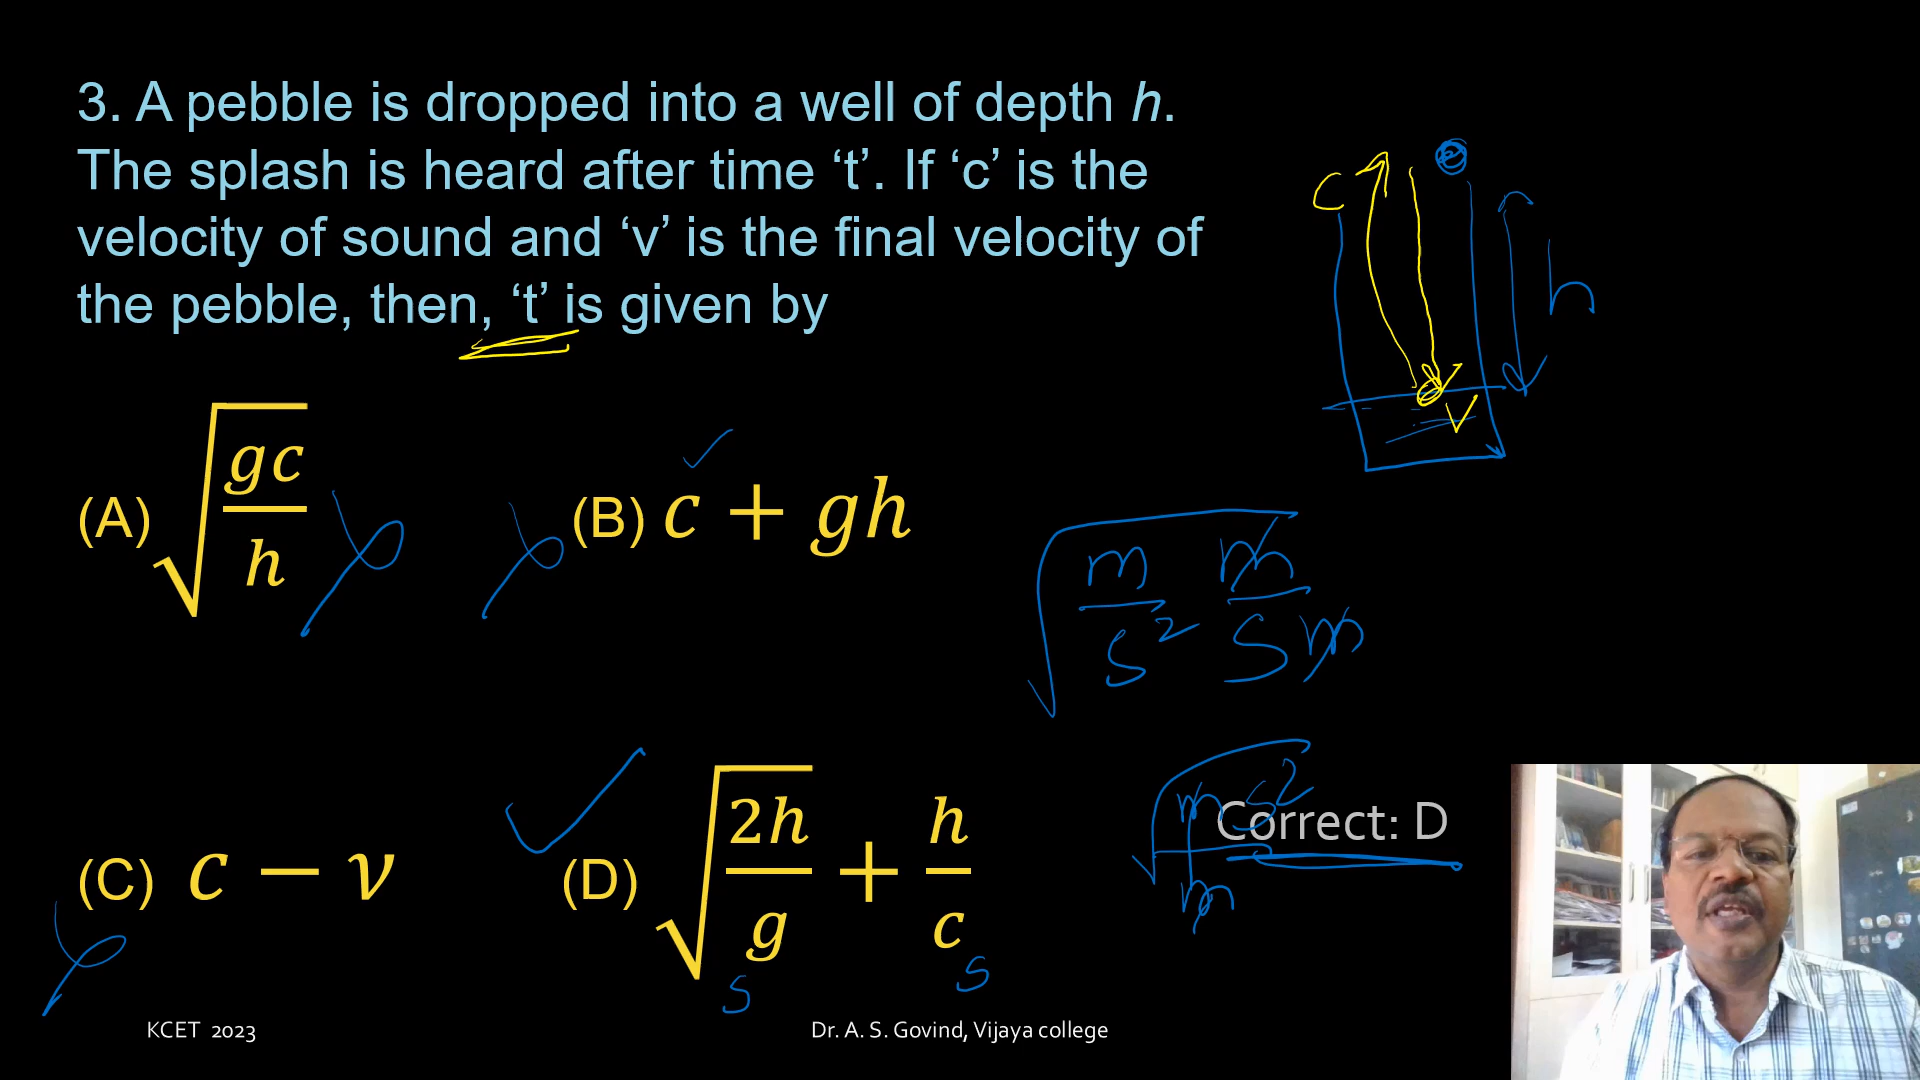 3. A pebble is dropped into a well of depth h.
The splash is heard after time ‘t’. If ‘c’ is the
velocity of sound and ‘v’ is the final velocity of
the pebble, then, ‘t’ is given by
C
h
V
(A) √(gc/h)
(B) c + gh
√(m/s² m/s m)
(C) c − v
(D) √(2h/g) + h/c
s s
√(m s²/m)
Correct: D
KCET 2023
Dr. A. S. Govind, Vijaya college